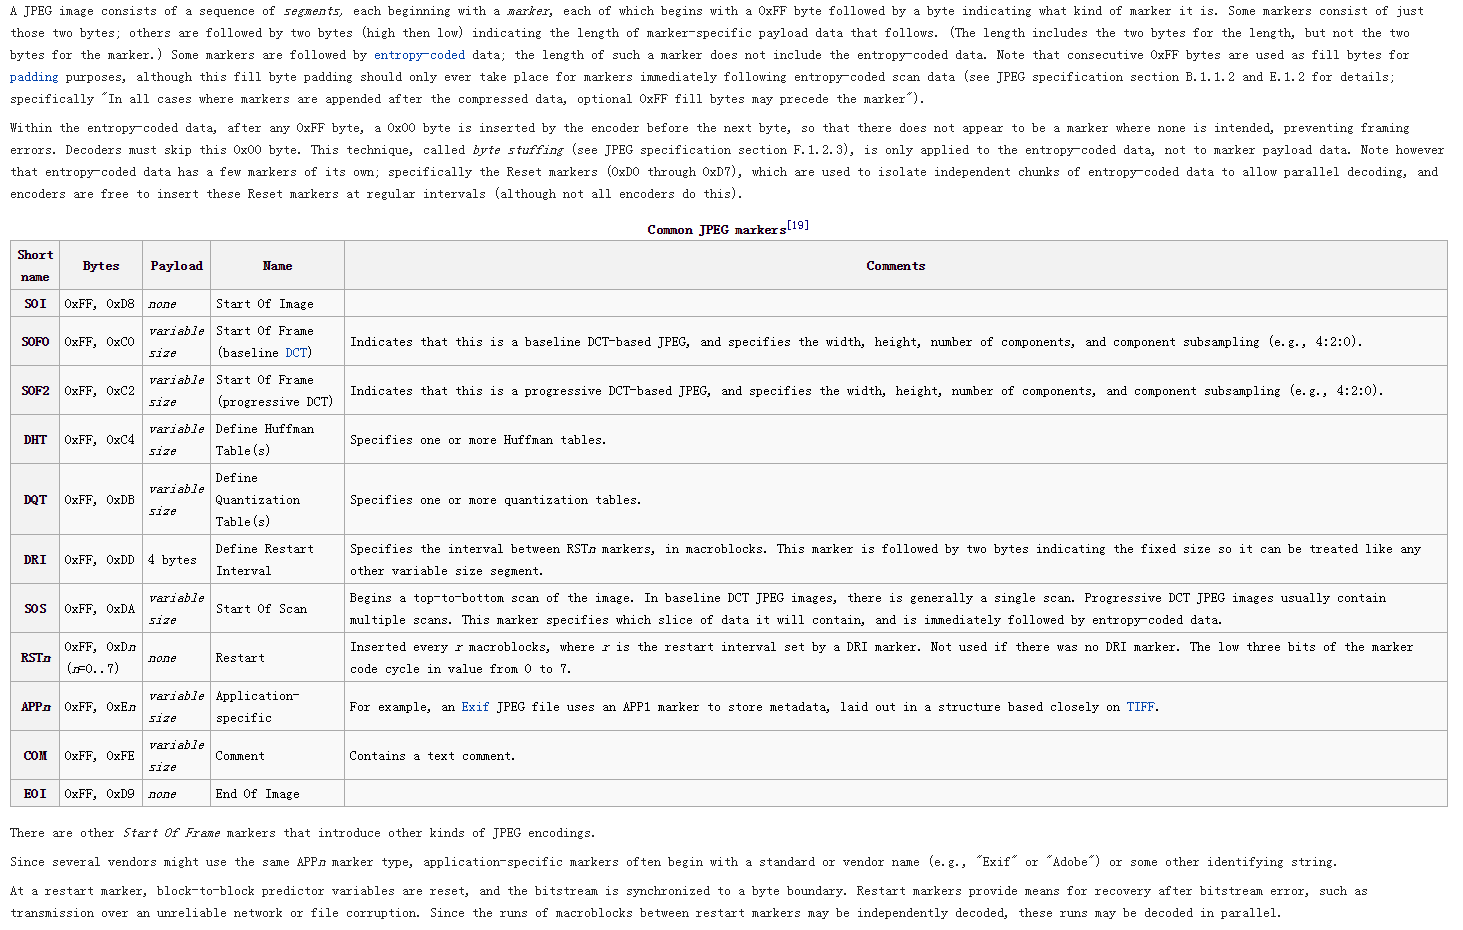 A JPEG image consists of a sequence of segments, each beginning with a marker, each of which begins with a 0xFF byte followed by a byte indicating what kind of marker it is. Some markers consist of just
those two bytes; others are followed by two bytes (high then low) indicating the length of marker-specific payload data that follows. (The length includes the two bytes for the length, but not the two
bytes for the marker.) Some markers are followed by entropy-coded data; the length of such a marker does not include the entropy-coded data. Note that consecutive 0xFF bytes are used as fill bytes for
padding purposes, although this fill byte padding should only ever take place for markers immediately following entropy-coded scan data (see JPEG specification section B.1.1.2 and E.1.2 for details;
specifically "In all cases where markers are appended after the compressed data, optional 0xFF fill bytes may precede the marker").
Within the entropy-coded data, after any 0xFF byte, a 0x00 byte is inserted by the encoder before the next byte, so that there does not appear to be a marker where none is intended, preventing framing
errors. Decoders must skip this 0x00 byte. This technique, called byte stuffing (see JPEG specification section F.1.2.3), is only applied to the entropy-coded data, not to marker payload data. Note however
that entropy-coded data has a few markers of its own; specifically the Reset markers (0xD0 through 0xD7), which are used to isolate independent chunks of entropy-coded data to allow parallel decoding, and
encoders are free to insert these Reset markers at regular intervals (although not all encoders do this).
Common JPEG markers[19]
Short name Bytes Payload Name Comments
SOI 0xFF, 0xD8 none Start Of Image
SOF0 0xFF, 0xC0 variable size Start Of Frame (baseline DCT) Indicates that this is a baseline DCT-based JPEG, and specifies the width, height, number of components, and component subsampling (e.g., 4:2:0).
SOF2 0xFF, 0xC2 variable size Start Of Frame (progressive DCT) Indicates that this is a progressive DCT-based JPEG, and specifies the width, height, number of components, and component subsampling (e.g., 4:2:0).
DHT 0xFF, 0xC4 variable size Define Huffman Table(s) Specifies one or more Huffman tables.
DQT 0xFF, 0xDB variable size Define Quantization Table(s) Specifies one or more quantization tables.
DRI 0xFF, 0xDD 4 bytes Define Restart Interval Specifies the interval between RSTn markers, in macroblocks. This marker is followed by two bytes indicating the fixed size so it can be treated like any
other variable size segment.
SOS 0xFF, 0xDA variable size Start Of Scan Begins a top-to-bottom scan of the image. In baseline DCT JPEG images, there is generally a single scan. Progressive DCT JPEG images usually contain
multiple scans. This marker specifies which slice of data it will contain, and is immediately followed by entropy-coded data.
RSTn 0xFF, 0xDn (n=0..7) none Restart Inserted every r macroblocks, where r is the restart interval set by a DRI marker. Not used if there was no DRI marker. The low three bits of the marker
code cycle in value from 0 to 7.
APPn 0xFF, 0xEn variable size Application-specific For example, an Exif JPEG file uses an APP1 marker to store metadata, laid out in a structure based closely on TIFF.
COM 0xFF, 0xFE variable size Comment Contains a text comment.
EOI 0xFF, 0xD9 none End Of Image
There are other Start Of Frame markers that introduce other kinds of JPEG encodings.
Since several vendors might use the same APPn marker type, application-specific markers often begin with a standard or vendor name (e.g., "Exif" or "Adobe") or some other identifying string.
At a restart marker, block-to-block predictor variables are reset, and the bitstream is synchronized to a byte boundary. Restart markers provide means for recovery after bitstream error, such as
transmission over an unreliable network or file corruption. Since the runs of macroblocks between restart markers may be independently decoded, these runs may be decoded in parallel.